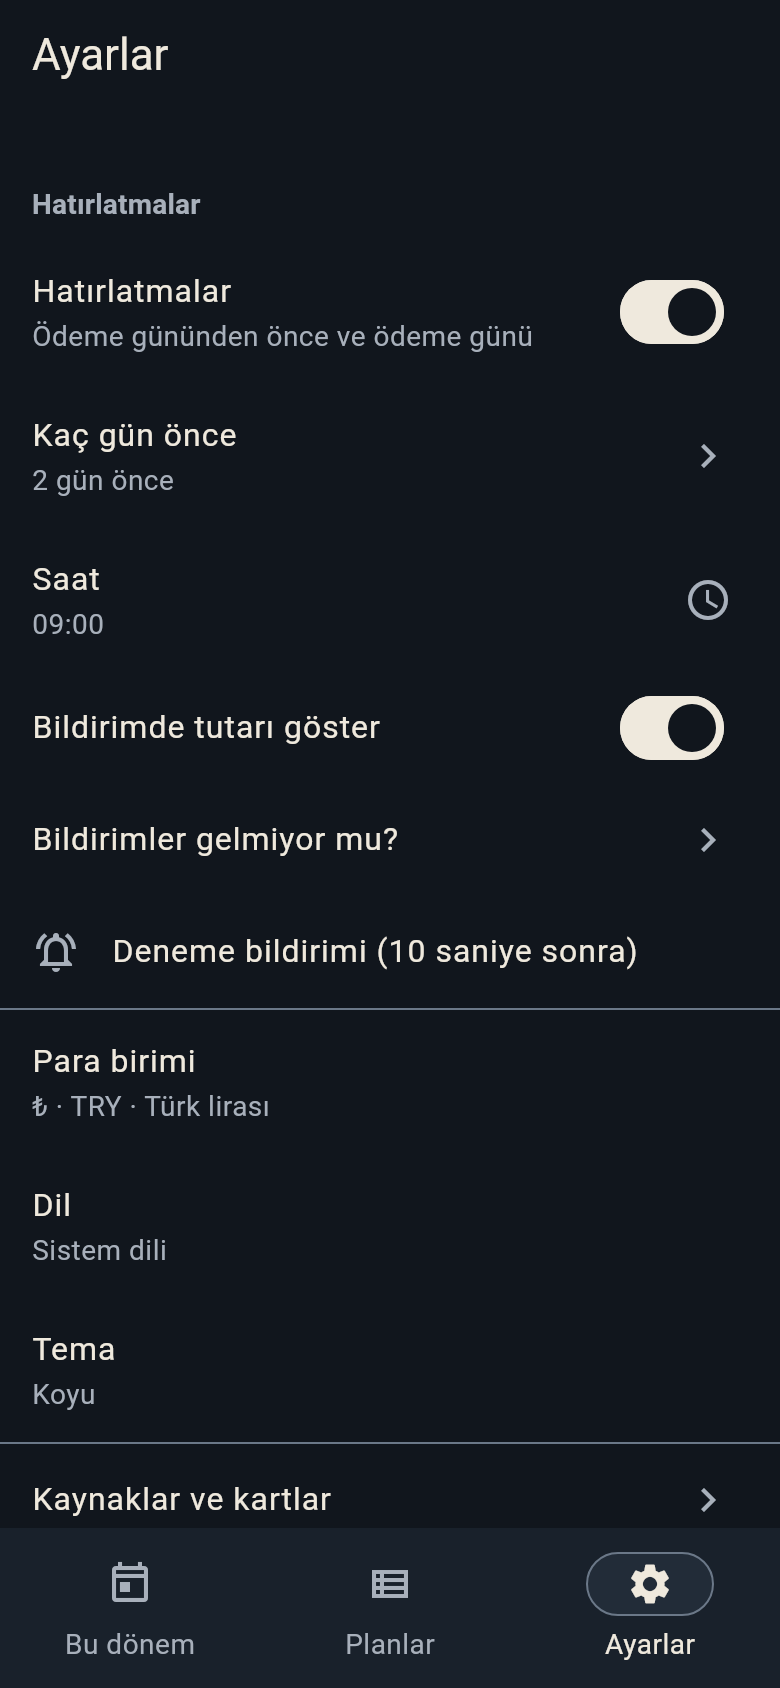 Ayarlar
Hatırlatmalar
Hatırlatmalar
Ödeme gününden önce ve ödeme günü
Kaç gün önce
2 gün önce
Saat
09:00
Bildirimde tutarı göster
Bildirimler gelmiyor mu?
Deneme bildirimi (10 saniye sonra)
Para birimi
₺ · TRY · Türk lirası
Dil
Sistem dili
Tema
Koyu
Kaynaklar ve kartlar
Bu dönem
Planlar
Ayarlar